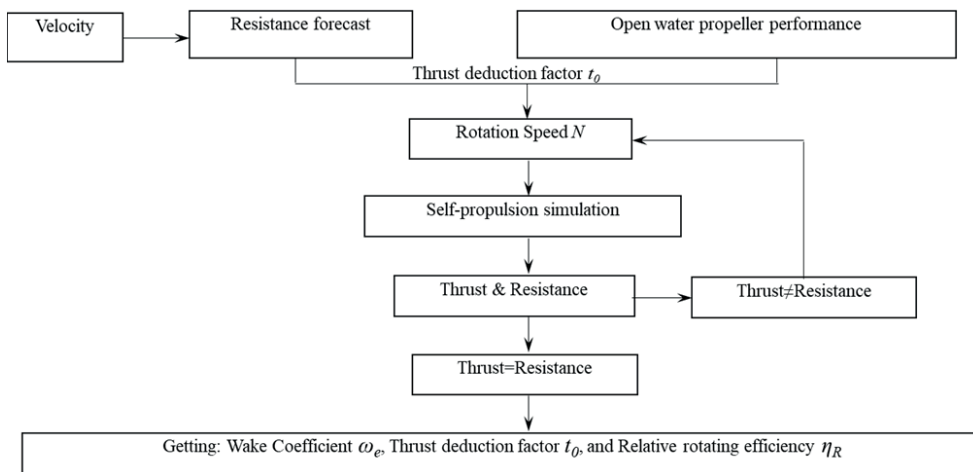 Velocity
Resistance forecast
Open water propeller performance
Thrust deduction factor t₀
Rotation Speed N
Self-propulsion simulation
Thrust & Resistance
Thrust≠Resistance
Thrust=Resistance
Getting: Wake Coefficient ωₑ, Thrust deduction factor t₀, and Relative rotating efficiency η_R